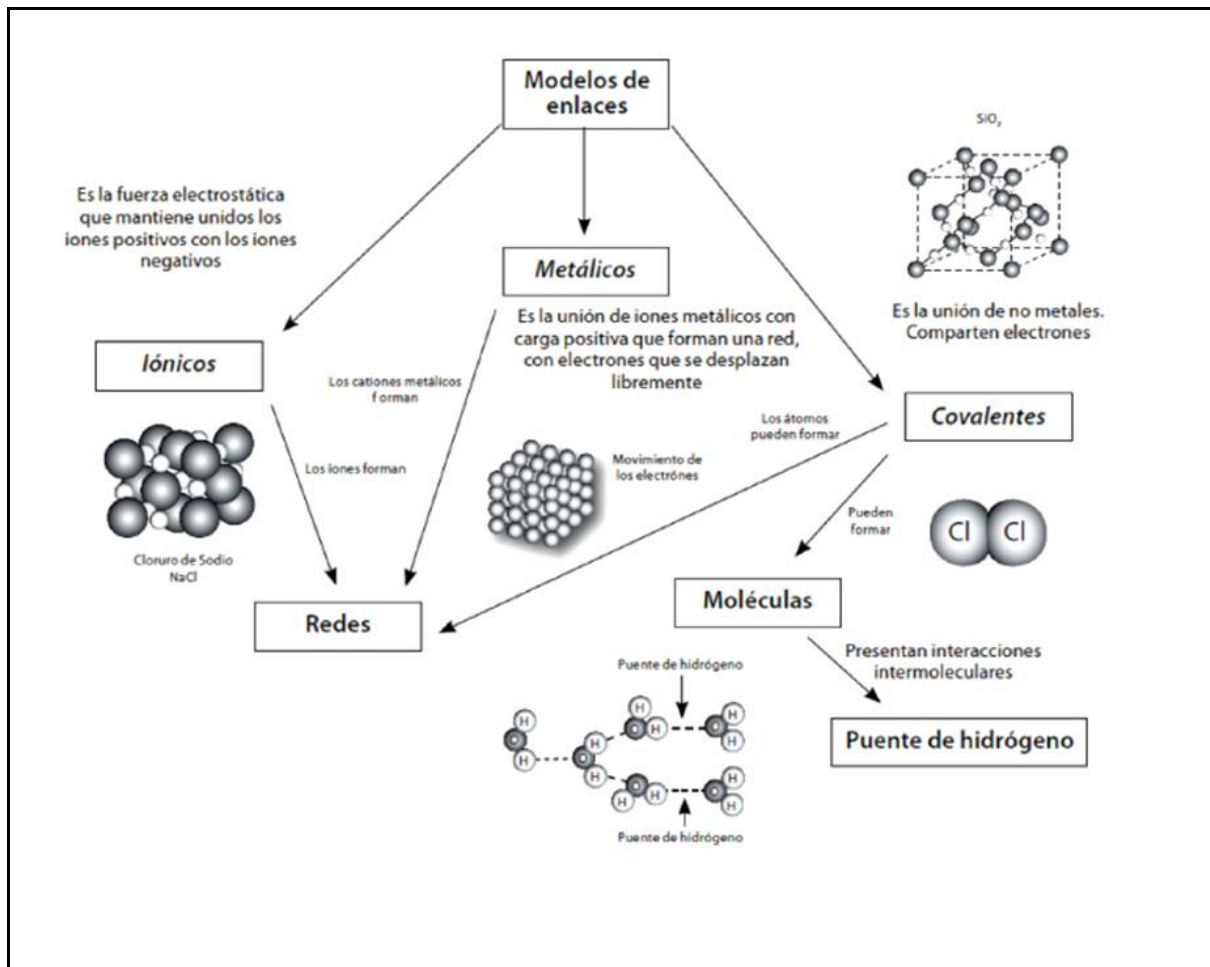 Modelos de
enlaces
SiO₂
Es la fuerza electrostática
que mantiene unidos los
iones positivos con los iones
negativos
Metálicos
Es la unión de iones metálicos con
carga positiva que forman una red,
con electrones que se desplazan
libremente
Es la unión de no metales.
Comparten electrones
Iónicos
Los cationes metálicos
forman
Los átomos
pueden formar
Covalentes
Los iones forman
Movimiento de
los electrónes
Pueden
formar
Cl Cl
Cloruro de Sodio
NaCl
Redes
Moléculas
Presentan interacciones
intermoleculares
Puente de hidrógeno
Puente de hidrógeno
H
H
H
O
H
H
O
H
O
H
H
O
H
H
O
H
H
O
H
Puente de hidrógeno